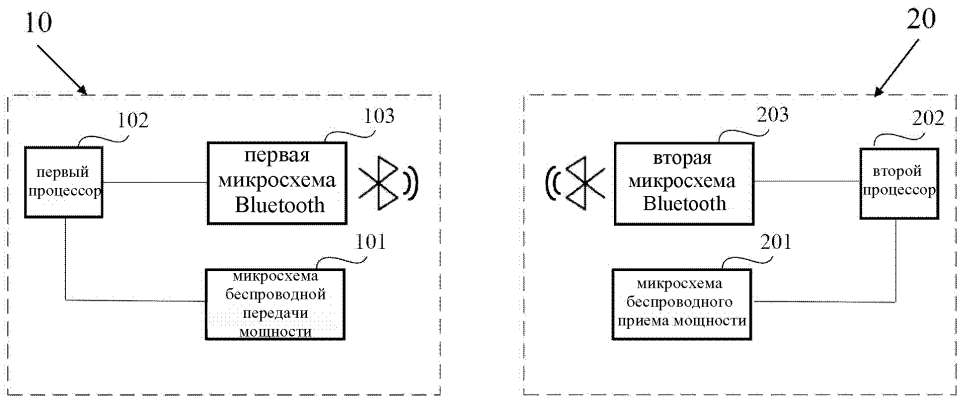 10
20
102
103
203
202
первый
процессор
первая
микросхема
Bluetooth
вторая
микросхема
Bluetooth
второй
процессор
101
201
микросхема
беспроводной
передачи
мощности
микросхема
беспроводного
приема мощности